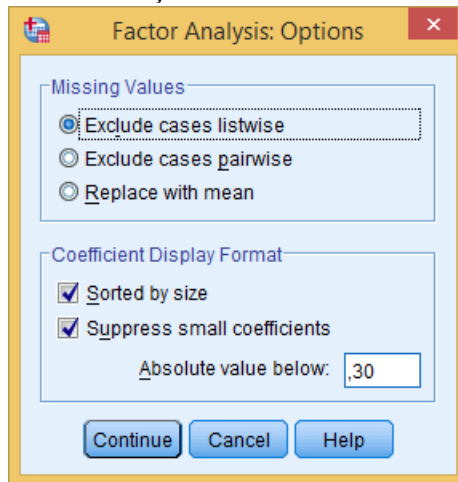 Factor Analysis: Options
Missing Values
Exclude cases listwise
Exclude cases pairwise
Replace with mean
Coefficient Display Format
Sorted by size
Suppress small coefficients
Absolute value below: ,30
Continue Cancel Help